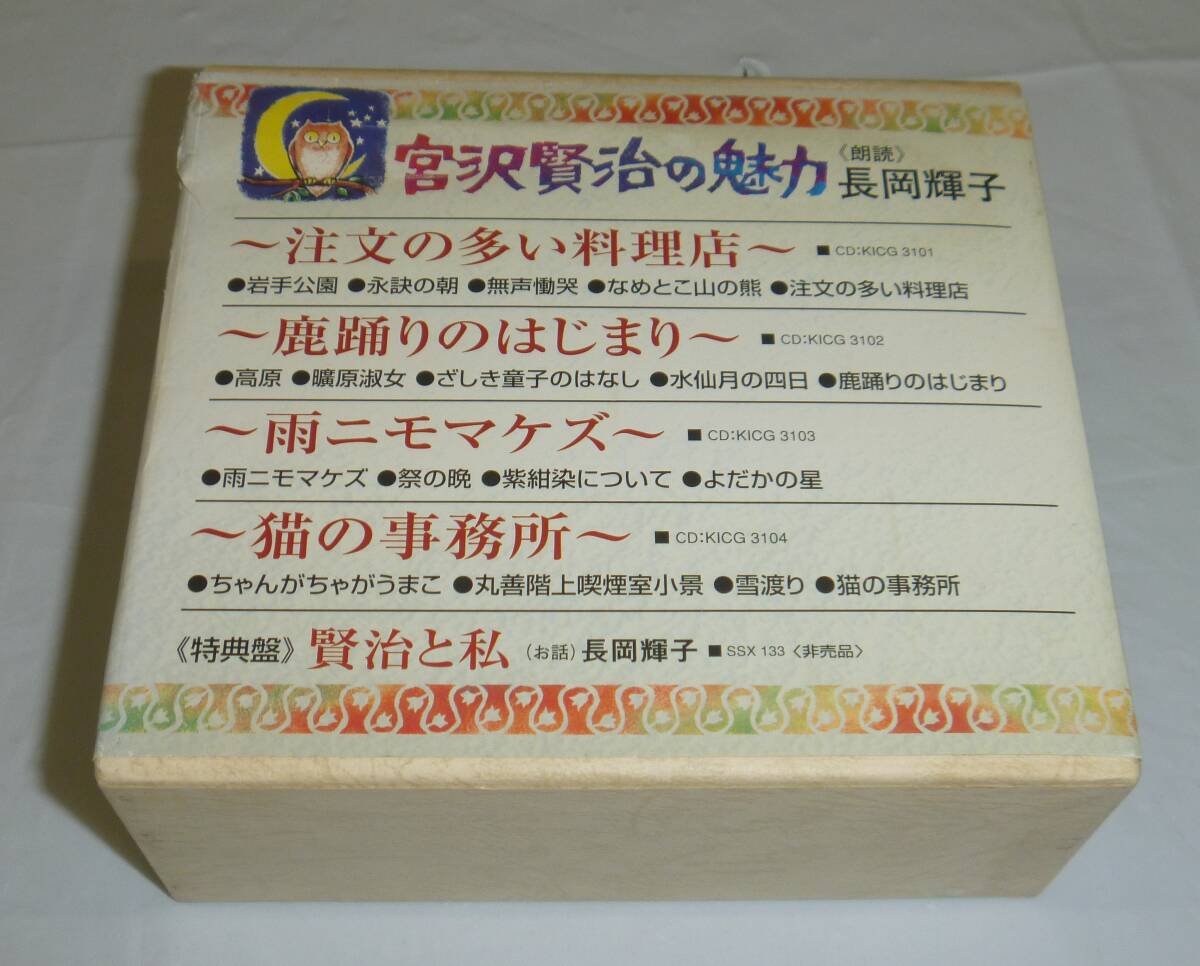 宮沢賢治の魅力 《朗読》長岡輝子
～注文の多い料理店～ ■ CD:KICG 3101
●岩手公園 ●永訣の朝 ●無声慟哭 ●なめとこ山の熊 ●注文の多い料理店
～鹿踊りのはじまり～ ■ CD:KICG 3102
●高原 ●曠原淑女 ●ざしき童子のはなし ●水仙月の四日 ●鹿踊りのはじまり
～雨ニモマケズ～ ■ CD:KICG 3103
●雨ニモマケズ ●祭の晩 ●紫紺染について ●よだかの星
～猫の事務所～ ■ CD:KICG 3104
●ちゃんがちゃがうまこ ●丸善階上喫煙室小景 ●雪渡り ●猫の事務所
《特典盤》 賢治と私 （お話）長岡輝子 ■ SSX 133 〈非売品〉